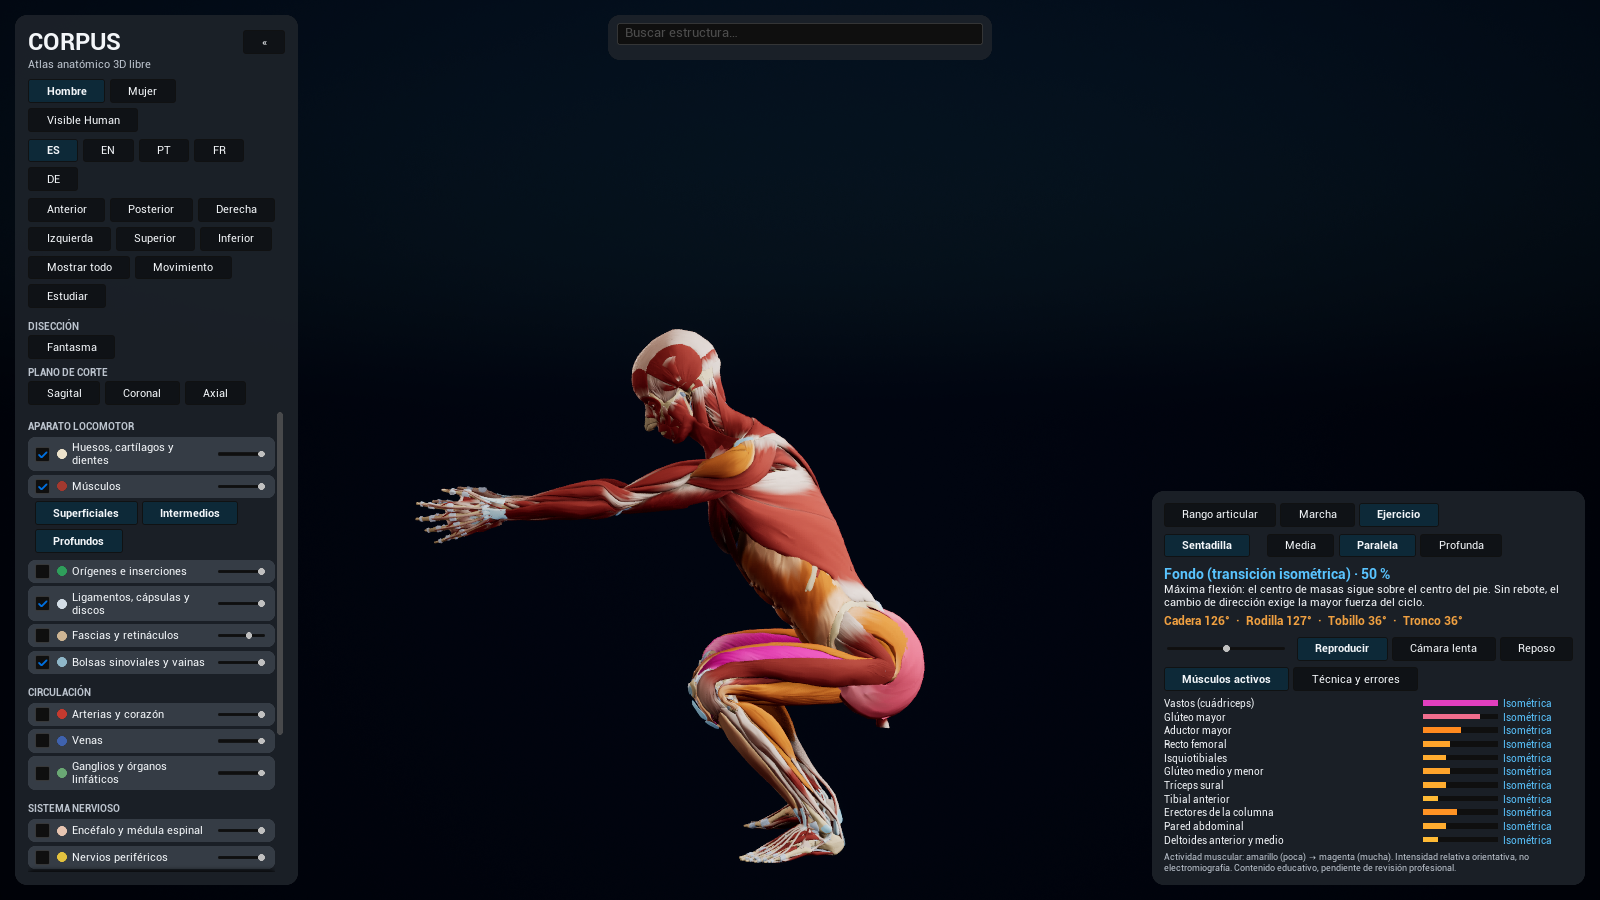 CORPUS
«
Atlas anatómico 3D libre
Hombre Mujer
Visible Human
ES EN PT FR
DE
Anterior Posterior Derecha
Izquierda Superior Inferior
Mostrar todo Movimiento
Estudiar
DISECCIÓN
Fantasma
PLANO DE CORTE
Sagital Coronal Axial
APARATO LOCOMOTOR
Huesos, cartílagos y
dientes
Músculos
Superficiales Intermedios
Profundos
Orígenes e inserciones
Ligamentos, cápsulas y
discos
Fascias y retináculos
Bolsas sinoviales y vainas
CIRCULACIÓN
Arterias y corazón
Venas
Ganglios y órganos
linfáticos
SISTEMA NERVIOSO
Encéfalo y médula espinal
Nervios periféricos
Buscar estructura...
Rango articular Marcha Ejercicio
Sentadilla Media Paralela Profunda
Fondo (transición isométrica) · 50 %
Máxima flexión: el centro de masas sigue sobre el centro del pie. Sin rebote, el
cambio de dirección exige la mayor fuerza del ciclo.
Cadera 126° · Rodilla 127° · Tobillo 36° · Tronco 36°
Reproducir Cámara lenta Reposo
Músculos activos Técnica y errores
Vastos (cuádriceps) Isométrica
Glúteo mayor Isométrica
Aductor mayor Isométrica
Recto femoral Isométrica
Isquiotibiales Isométrica
Glúteo medio y menor Isométrica
Tríceps sural Isométrica
Tibial anterior Isométrica
Erectores de la columna Isométrica
Pared abdominal Isométrica
Deltoides anterior y medio Isométrica
Actividad muscular: amarillo (poca) → magenta (mucha). Intensidad relativa orientativa, no
electromiografía. Contenido educativo, pendiente de revisión profesional.